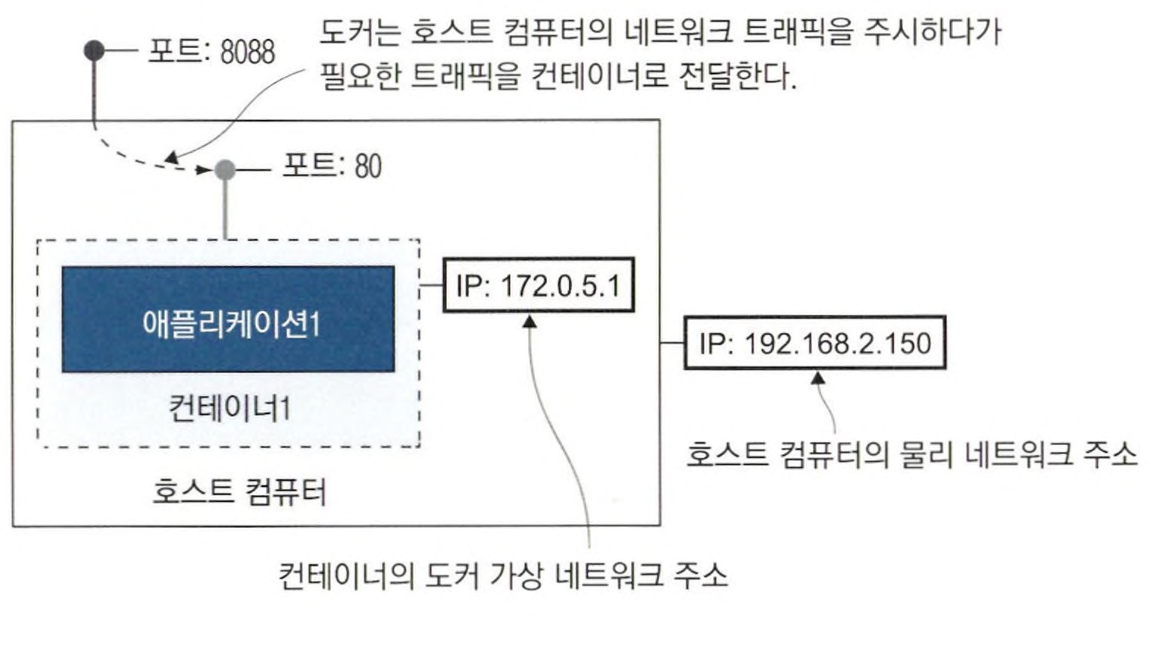 포트: 8088
도커는 호스트 컴퓨터의 네트워크 트래픽을 주시하다가
필요한 트래픽을 컨테이너로 전달한다.
포트: 80
IP: 172.0.5.1
애플리케이션1
IP: 192.168.2.150
컨테이너1
호스트 컴퓨터의 물리 네트워크 주소
호스트 컴퓨터
컨테이너의 도커 가상 네트워크 주소